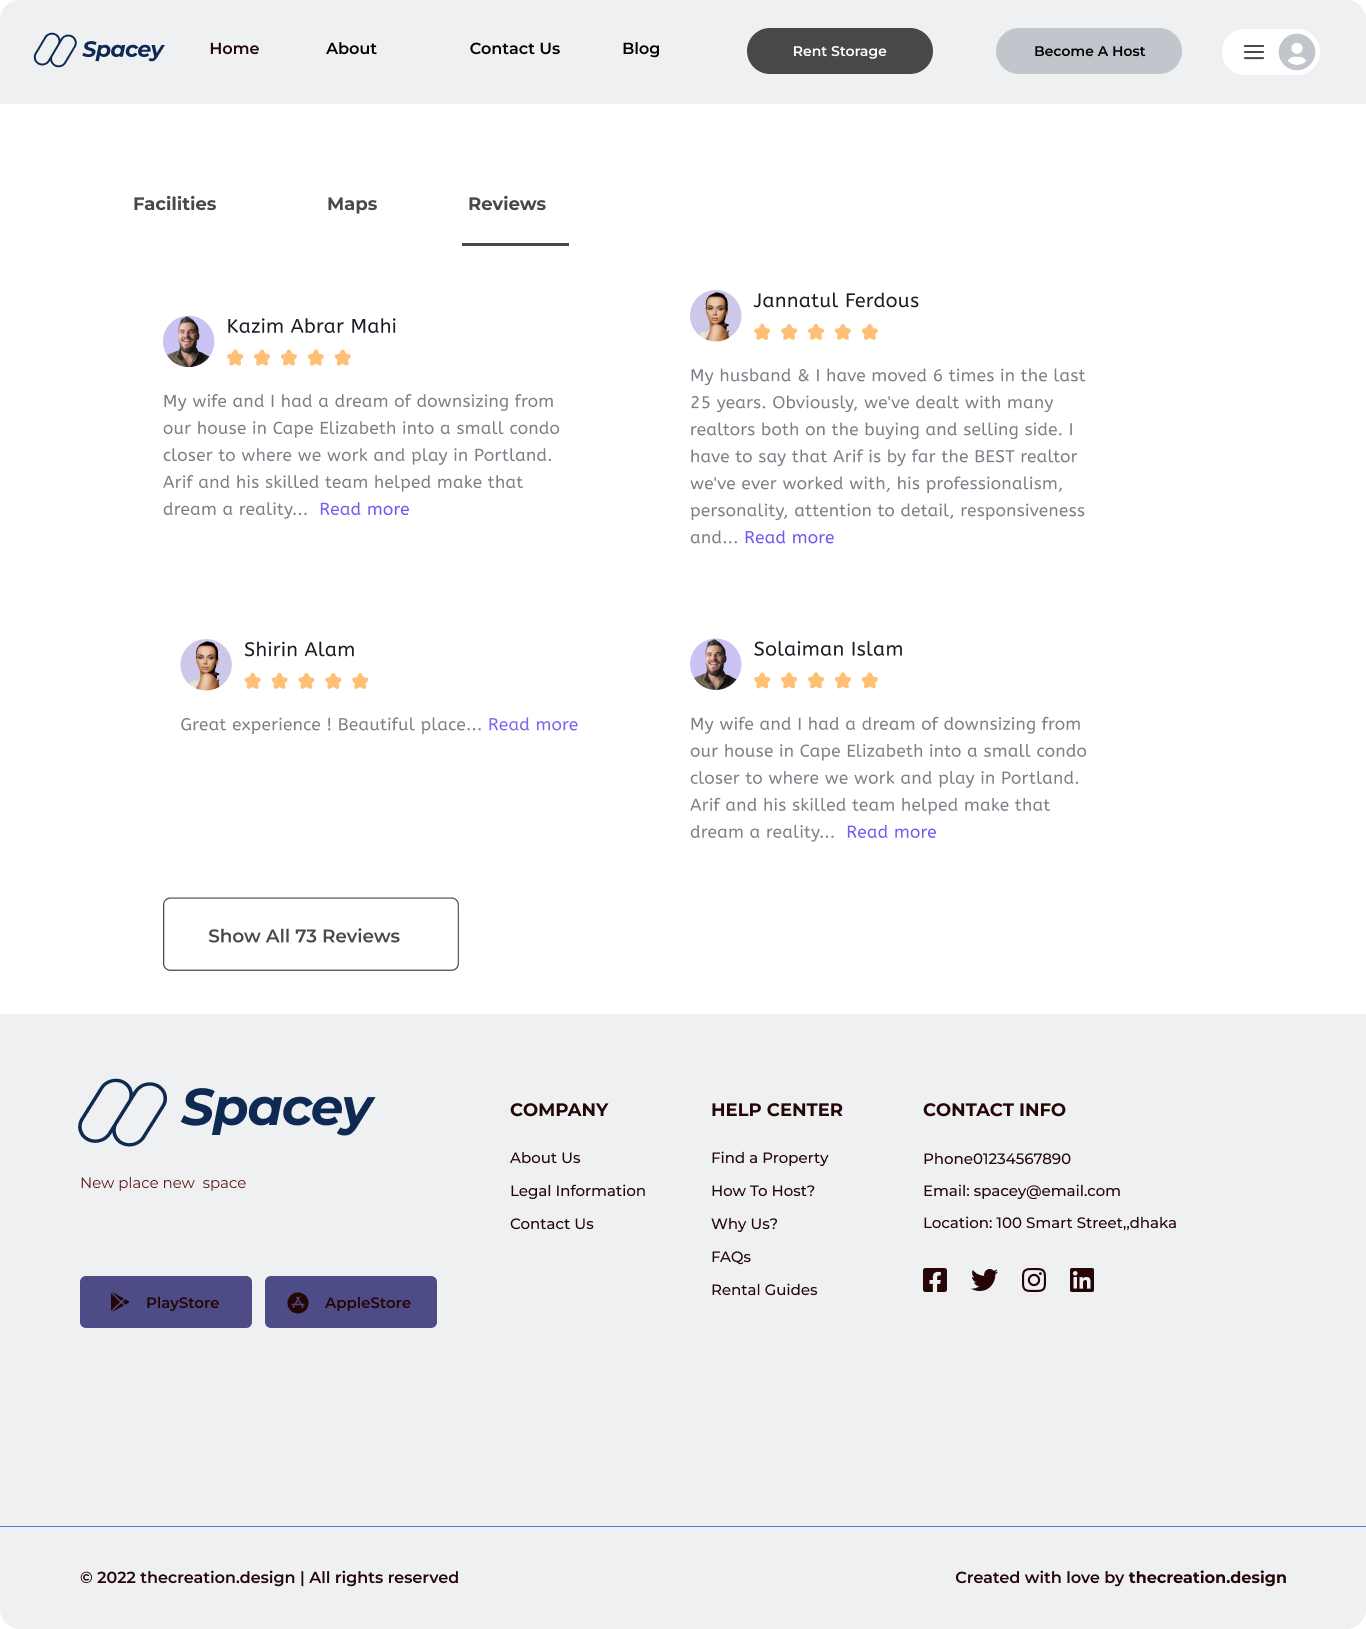 Spacey
Home
About
Contact Us
Blog
Rent Storage
Become A Host
Facilities
Maps
Reviews
Kazim Abrar Mahi
My wife and I had a dream of downsizing from
our house in Cape Elizabeth into a small condo
closer to where we work and play in Portland.
Arif and his skilled team helped make that
dream a reality... Read more
Jannatul Ferdous
My husband & I have moved 6 times in the last
25 years. Obviously, we've dealt with many
realtors both on the buying and selling side. I
have to say that Arif is by far the BEST realtor
we've ever worked with, his professionalism,
personality, attention to detail, responsiveness
and... Read more
Shirin Alam
Great experience ! Beautiful place... Read more
Solaiman Islam
My wife and I had a dream of downsizing from
our house in Cape Elizabeth into a small condo
closer to where we work and play in Portland.
Arif and his skilled team helped make that
dream a reality... Read more
Show All 73 Reviews
Spacey
New place new space
PlayStore
AppleStore
COMPANY
About Us
Legal Information
Contact Us
HELP CENTER
Find a Property
How To Host?
Why Us?
FAQs
Rental Guides
CONTACT INFO
Phone01234567890
Email: spacey@email.com
Location: 100 Smart Street,,dhaka
© 2022 thecreation.design | All rights reserved
Created with love by thecreation.design